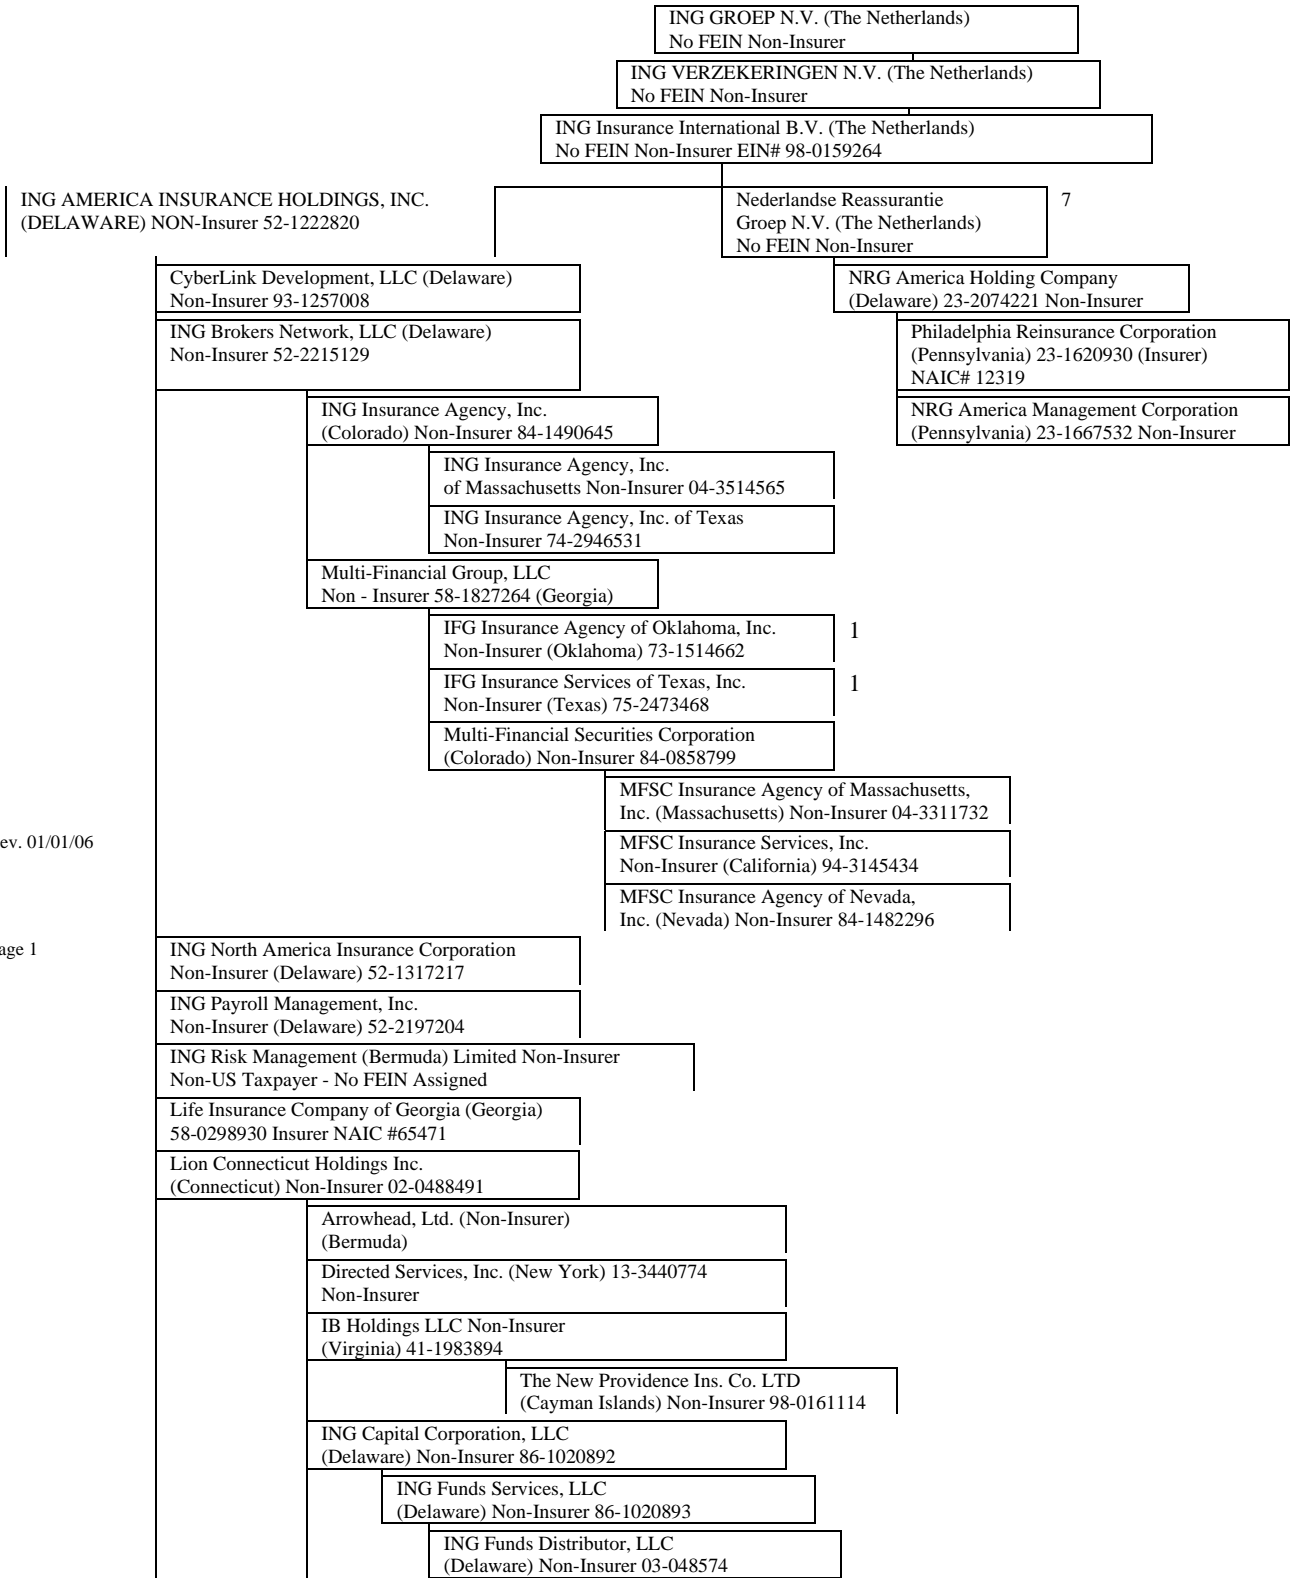 ING GROEP N.V. (The Netherlands)
No FEIN Non-Insurer
ING VERZEKERINGEN N.V. (The Netherlands)
No FEIN Non-Insurer
ING Insurance International B.V. (The Netherlands)
No FEIN Non-Insurer EIN# 98-0159264
ING AMERICA INSURANCE HOLDINGS, INC.
(DELAWARE) NON-Insurer 52-1222820
Nederlandse Reassurantie
Groep N.V. (The Netherlands)
No FEIN Non-Insurer
7
CyberLink Development, LLC (Delaware)
Non-Insurer 93-1257008
NRG America Holding Company
(Delaware) 23-2074221 Non-Insurer
ING Brokers Network, LLC (Delaware)
Non-Insurer 52-2215129
Philadelphia Reinsurance Corporation
(Pennsylvania) 23-1620930 (Insurer)
NAIC# 12319
ING Insurance Agency, Inc.
(Colorado) Non-Insurer 84-1490645
NRG America Management Corporation
(Pennsylvania) 23-1667532 Non-Insurer
ING Insurance Agency, Inc.
of Massachusetts Non-Insurer 04-3514565
ING Insurance Agency, Inc. of Texas
Non-Insurer 74-2946531
Multi-Financial Group, LLC
Non - Insurer 58-1827264 (Georgia)
IFG Insurance Agency of Oklahoma, Inc.
Non-Insurer (Oklahoma) 73-1514662
1
IFG Insurance Services of Texas, Inc.
Non-Insurer (Texas) 75-2473468
1
Multi-Financial Securities Corporation
(Colorado) Non-Insurer 84-0858799
MFSC Insurance Agency of Massachusetts,
Inc. (Massachusetts) Non-Insurer 04-3311732
ev. 01/01/06
MFSC Insurance Services, Inc.
Non-Insurer (California) 94-3145434
MFSC Insurance Agency of Nevada,
Inc. (Nevada) Non-Insurer 84-1482296
age 1
ING North America Insurance Corporation
Non-Insurer (Delaware) 52-1317217
ING Payroll Management, Inc.
Non-Insurer (Delaware) 52-2197204
ING Risk Management (Bermuda) Limited Non-Insurer
Non-US Taxpayer - No FEIN Assigned
Life Insurance Company of Georgia (Georgia)
58-0298930 Insurer NAIC #65471
Lion Connecticut Holdings Inc.
(Connecticut) Non-Insurer 02-0488491
Arrowhead, Ltd. (Non-Insurer)
(Bermuda)
Directed Services, Inc. (New York) 13-3440774
Non-Insurer
IB Holdings LLC Non-Insurer
(Virginia) 41-1983894
The New Providence Ins. Co. LTD
(Cayman Islands) Non-Insurer 98-0161114
ING Capital Corporation, LLC
(Delaware) Non-Insurer 86-1020892
ING Funds Services, LLC
(Delaware) Non-Insurer 86-1020893
ING Funds Distributor, LLC
(Delaware) Non-Insurer 03-048574